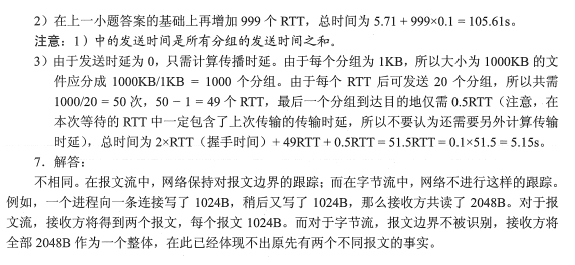 2）在上一小题答案的基础上再增加 999 个 RTT，总时间为 5.71 + 999×0.1 = 105.61s。
注意：1）中的发送时间是所有分组的发送时间之和。
3）由于发送时延为 0，只需计算传播时延。由于每个分组为 1KB，所以大小为 1000KB 的文
件应分成 1000KB/1KB = 1000 个分组。由于每个 RTT 后可发送 20 个分组，所以共需
1000/20 = 50 次，50 − 1 = 49 个 RTT，最后一个分组到达目的地仅需 0.5RTT（注意，在
本次等待的 RTT 中一定包含了上次传输的传输时延，所以不要认为还需要另外计算传输
时延），总时间为 2×RTT（握手时间）+ 49RTT + 0.5RTT = 51.5RTT = 0.1×51.5 = 5.15s。
7．解答：
不相同。在报文流中，网络保持对报文边界的跟踪；而在字节流中，网络不进行这样的跟踪。
例如，一个进程向一条连接写了 1024B，稍后又写了 1024B，那么接收方共读了 2048B。对于报
文流，接收方将得到两个报文，每个报文 1024B。而对于字节流，报文边界不被识别，接收方将
全部 2048B 作为一个整体，在此已经体现不出原先有两个不同报文的事实。